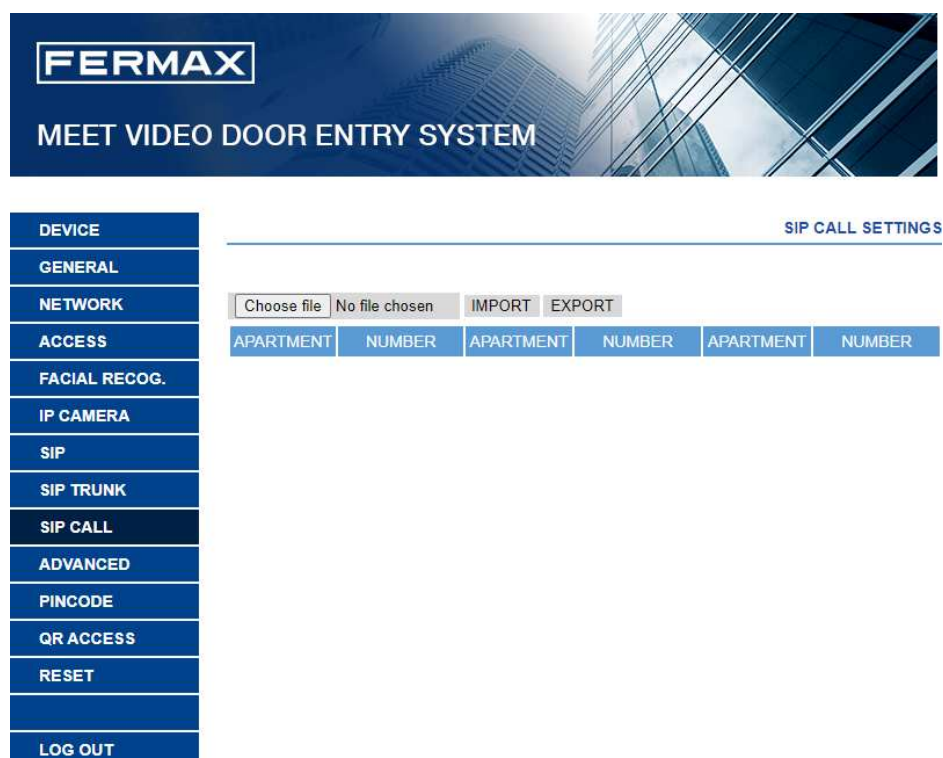 FERMAX
MEET VIDEO DOOR ENTRY SYSTEM
DEVICE
GENERAL
NETWORK
ACCESS
FACIAL RECOG.
IP CAMERA
SIP
SIP TRUNK
SIP CALL
ADVANCED
PINCODE
QR ACCESS
RESET
LOG OUT
SIP CALL SETTINGS
Choose file No file chosen IMPORT EXPORT
APARTMENT NUMBER APARTMENT NUMBER APARTMENT NUMBER